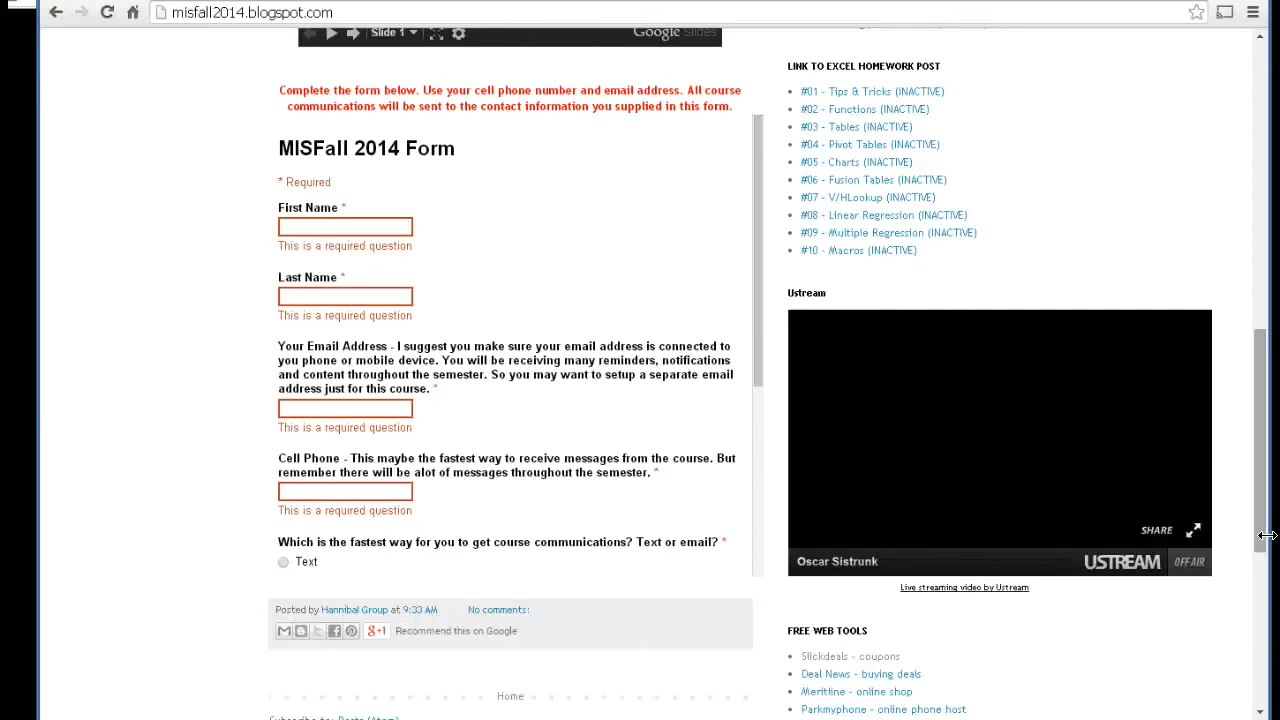 misfall2014.blogspot.com
Slide 1
Google Slides
Complete the form below. Use your cell phone number and email address. All course
communications will be sent to the contact information you supplied in this form.
MISFall 2014 Form
* Required
First Name *
This is a required question
Last Name *
This is a required question
Your Email Address - I suggest you make sure your email address is connected to
you phone or mobile device. You will be receiving many reminders, notifications
and content throughout the semester. So you may want to setup a separate email
address just for this course. *
This is a required question
Cell Phone - This maybe the fastest way to receive messages from the course. But
remember there will be alot of messages throughout the semester. *
This is a required question
Which is the fastest way for you to get course communications? Text or email? *
Text
Posted by Hannibal Group at 9:33 AM No comments:
g+1 Recommend this on Google
Home
Subscribe to: Posts (Atom)
LINK TO EXCEL HOMEWORK POST
#01 - Tips & Tricks (INACTIVE)
#02 - Functions (INACTIVE)
#03 - Tables (INACTIVE)
#04 - Pivot Tables (INACTIVE)
#05 - Charts (INACTIVE)
#06 - Fusion Tables (INACTIVE)
#07 - V/HLookup (INACTIVE)
#08 - Linear Regression (INACTIVE)
#09 - Multiple Regression (INACTIVE)
#10 - Macros (INACTIVE)
Ustream
SHARE
Oscar Sistrunk USTREAM OFF AIR
Live streaming video by Ustream
FREE WEB TOOLS
Slickdeals - coupons
Deal News - buying deals
Meritline - online shop
Parkmyphone - online phone host